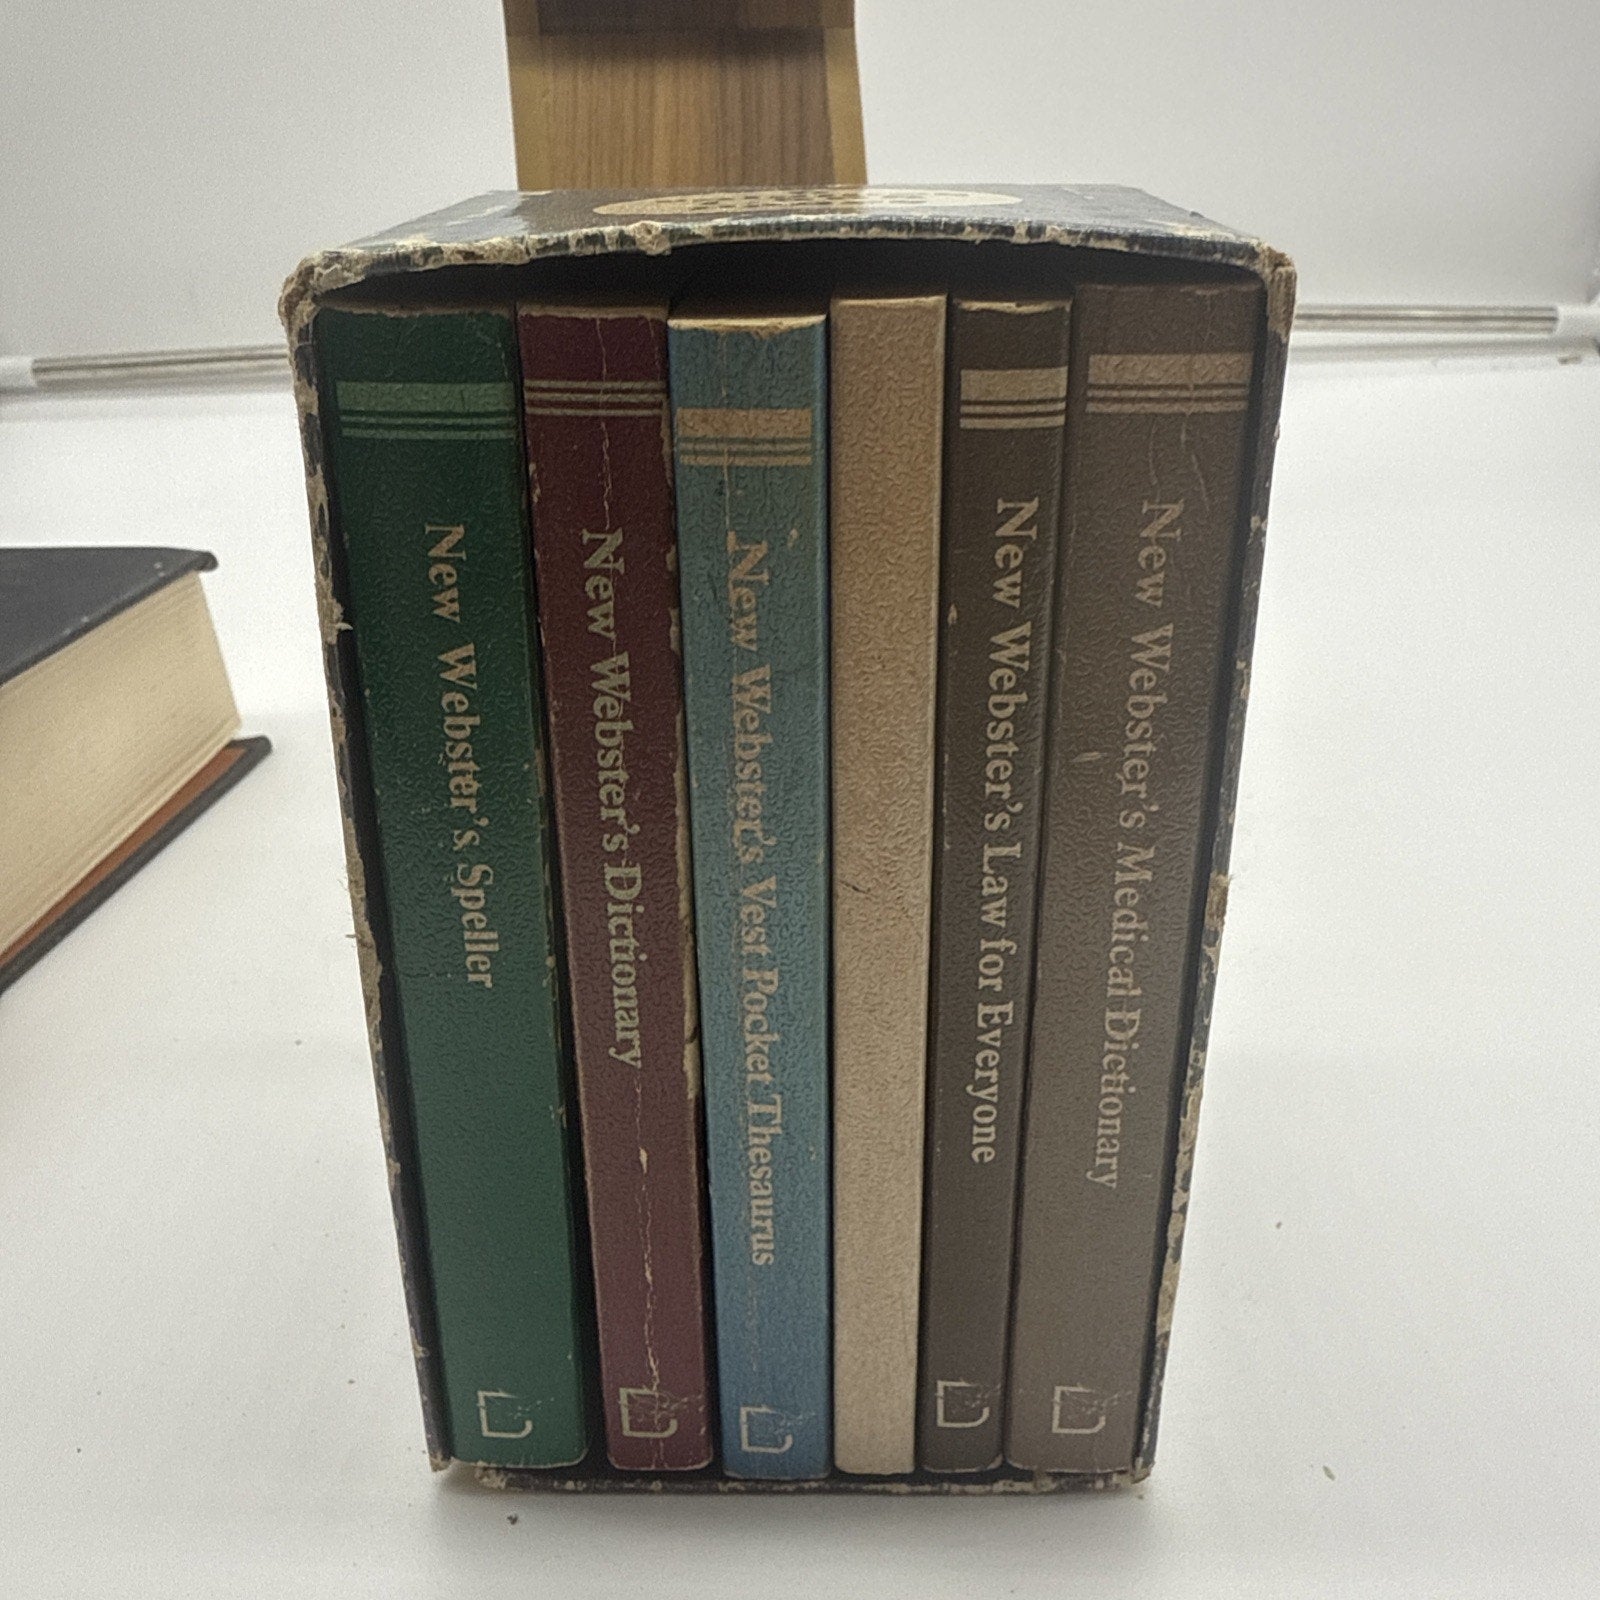 New Webster's Speller
New Webster's Dictionary
New Webster's Vest Pocket Thesaurus
New Webster's Law for Everyone
New Webster's Medical Dictionary